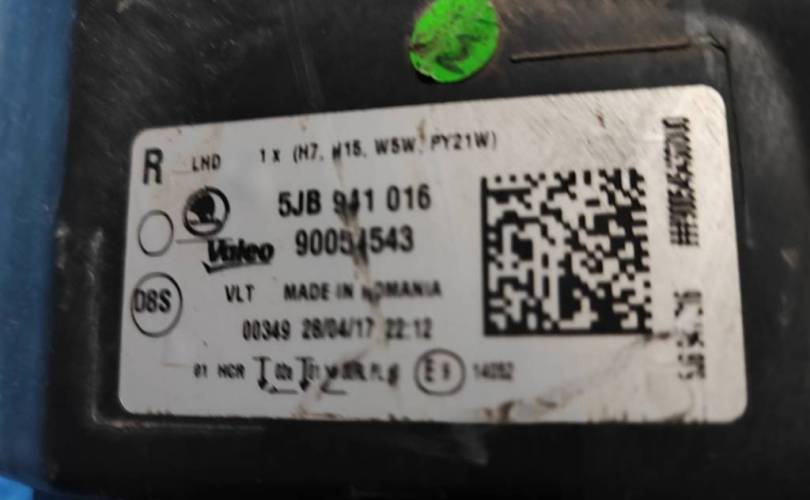 R LHD 1 x (H7, H15, W5W, PY21W)
5JB 941 016
Valeo 90054543
D8S
VLT MADE IN ROMANIA
00349 28/04/17 22:12
01 HCR
E 9